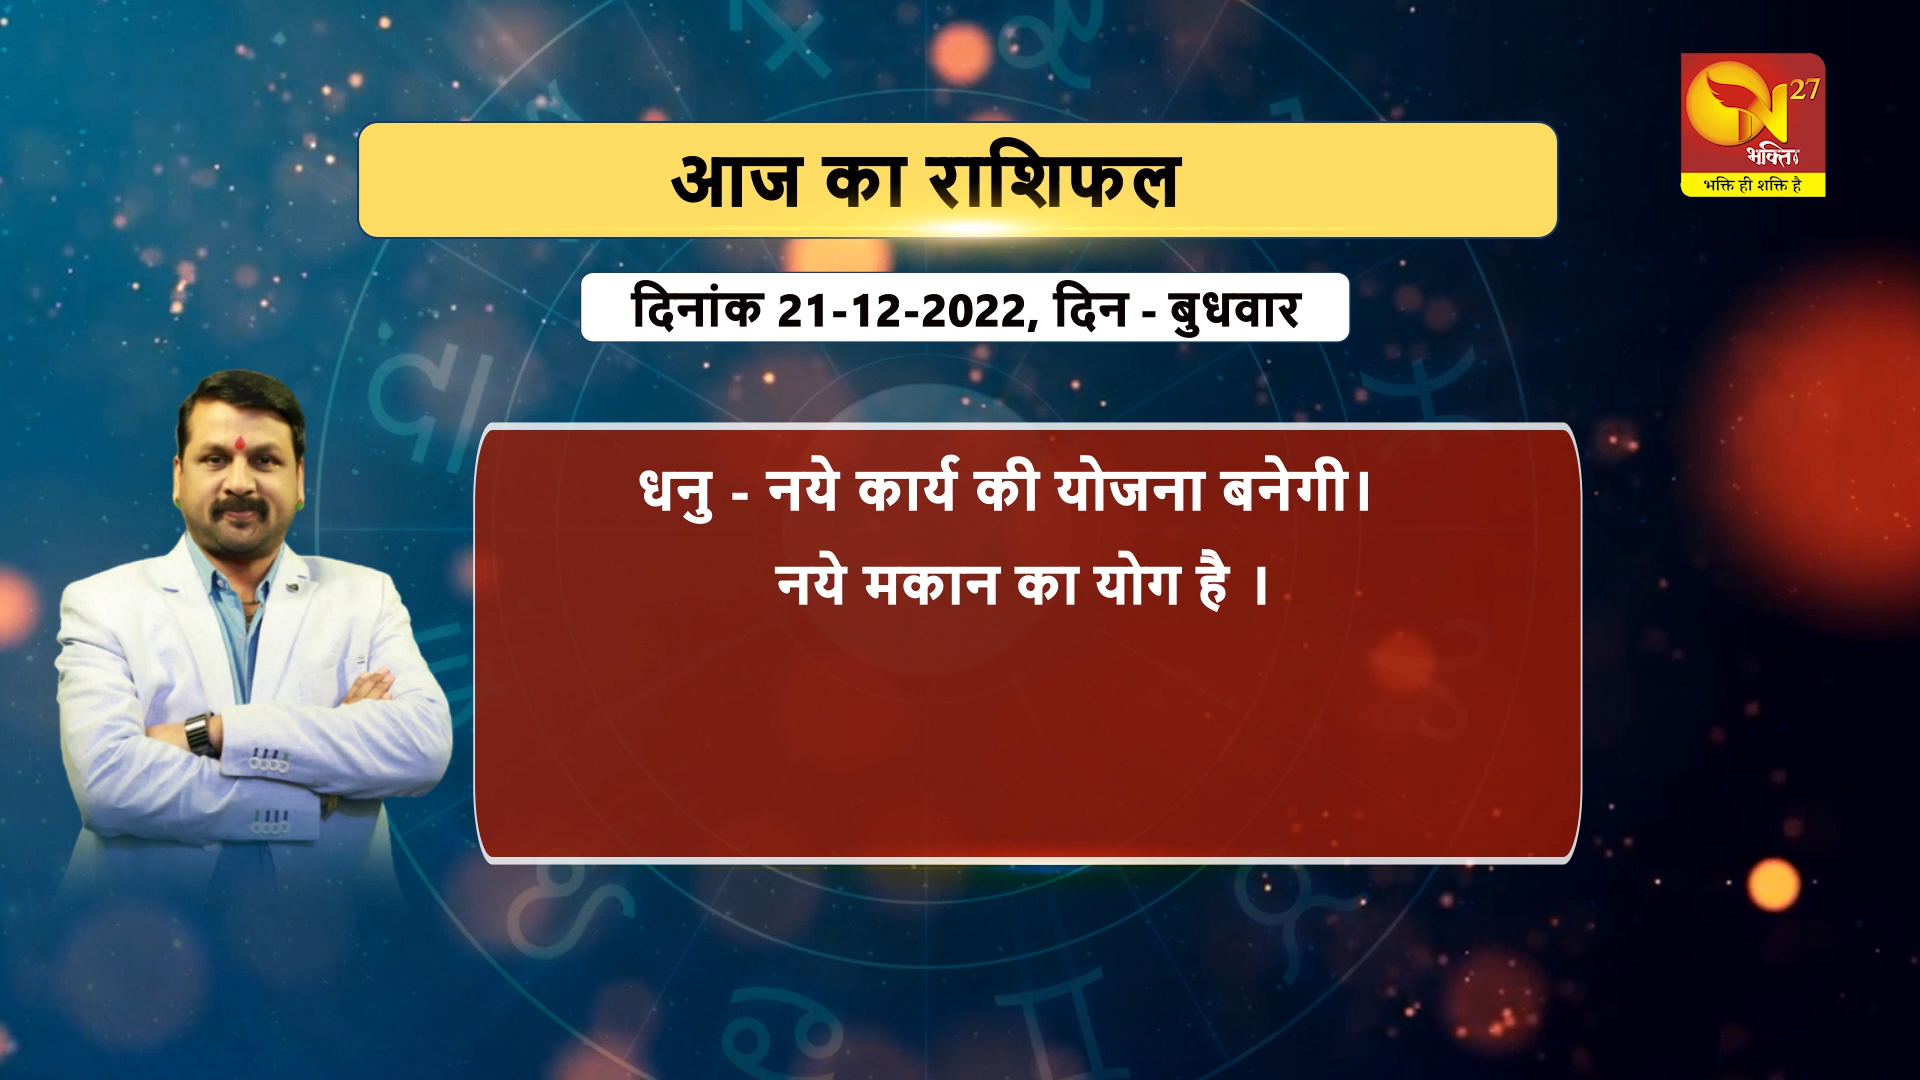 आज का राशिफल
27
भक्ति
भक्ति ही शक्ति है
दिनांक 21-12-2022, दिन - बुधवार
धनु - नये कार्य की योजना बनेगी।
नये मकान का योग है ।